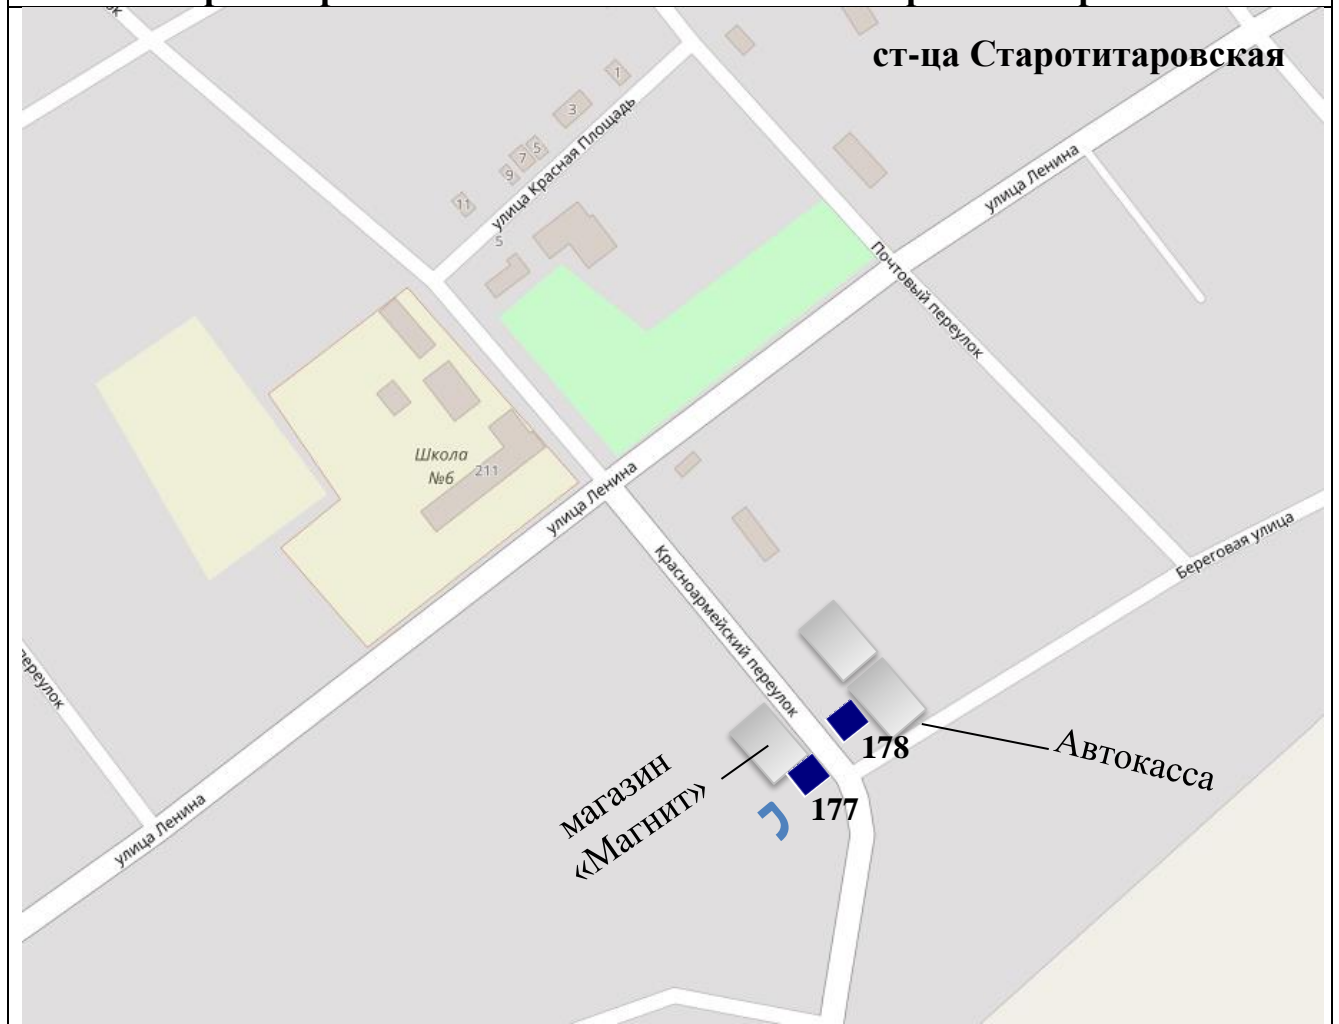 ст-ца Старотитаровская
1
3
5
7
9
11
улица Красная Площадь
5
улица Ленина
Почтовый переулок
Школа
№6
211
улица Ленина
Береговая улица
Красноармейский переулок
переулок
178
Автокасса
магазин
«Магнит»
177
улица Ленина